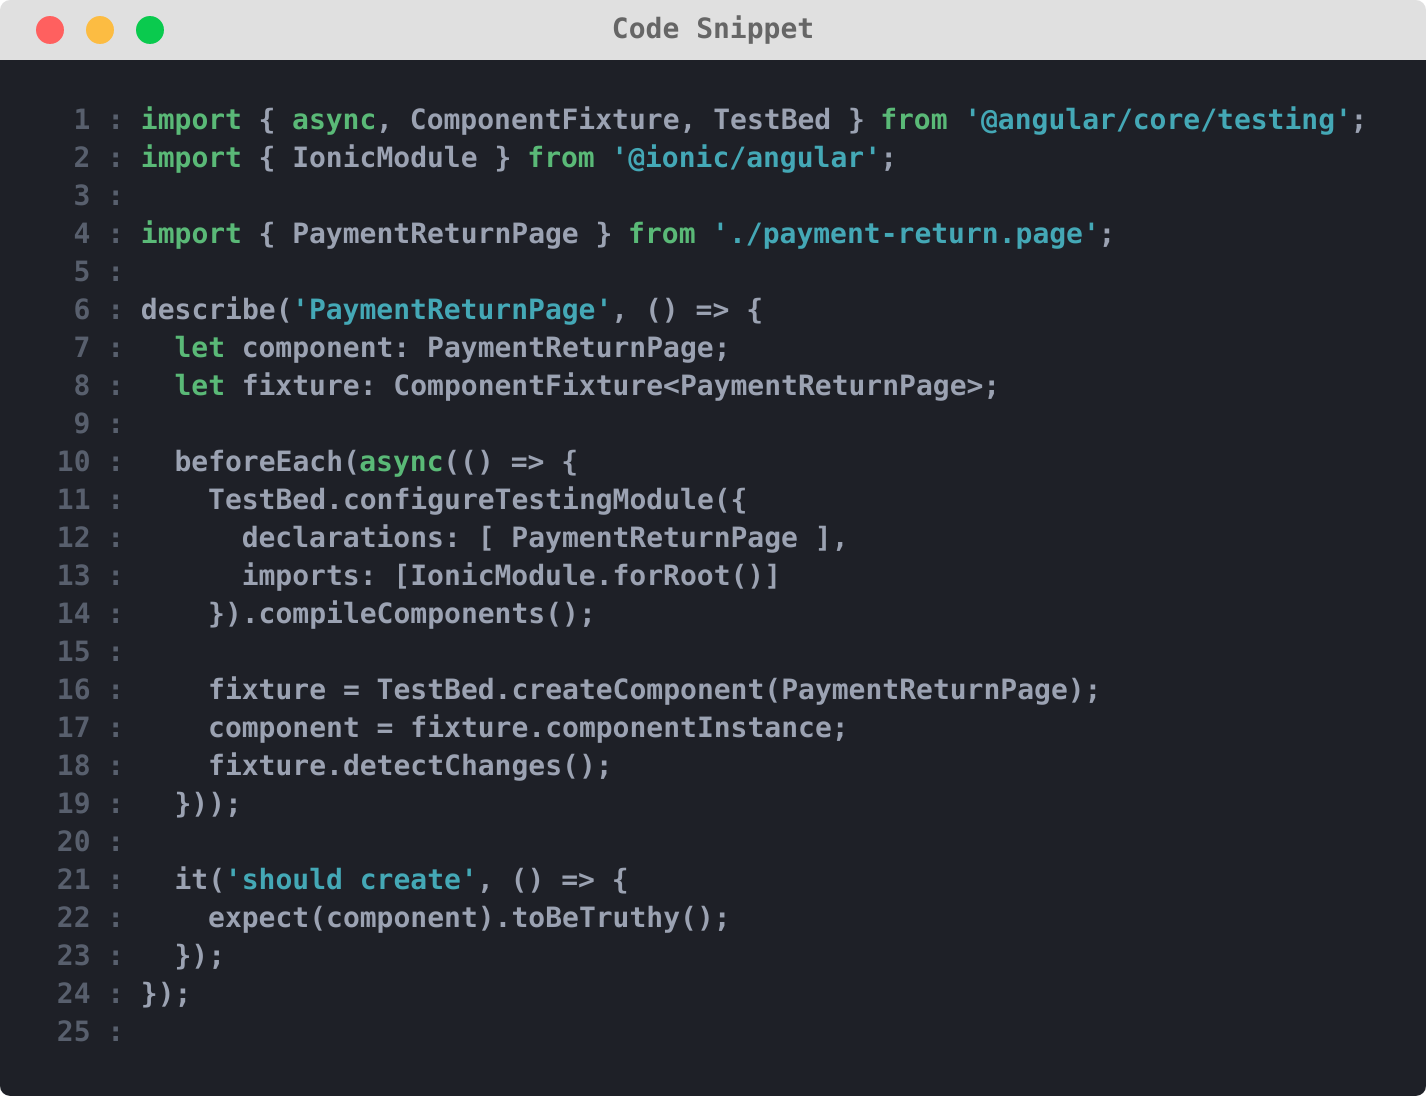 Code Snippet
1 : import { async, ComponentFixture, TestBed } from '@angular/core/testing';
2 : import { IonicModule } from '@ionic/angular';
3 :
4 : import { PaymentReturnPage } from './payment-return.page';
5 :
6 : describe('PaymentReturnPage', () => {
7 :   let component: PaymentReturnPage;
8 :   let fixture: ComponentFixture<PaymentReturnPage>;
9 :
10 :   beforeEach(async(() => {
11 :     TestBed.configureTestingModule({
12 :       declarations: [ PaymentReturnPage ],
13 :       imports: [IonicModule.forRoot()]
14 :     }).compileComponents();
15 :
16 :     fixture = TestBed.createComponent(PaymentReturnPage);
17 :     component = fixture.componentInstance;
18 :     fixture.detectChanges();
19 :   }));
20 :
21 :   it('should create', () => {
22 :     expect(component).toBeTruthy();
23 :   });
24 : });
25 :